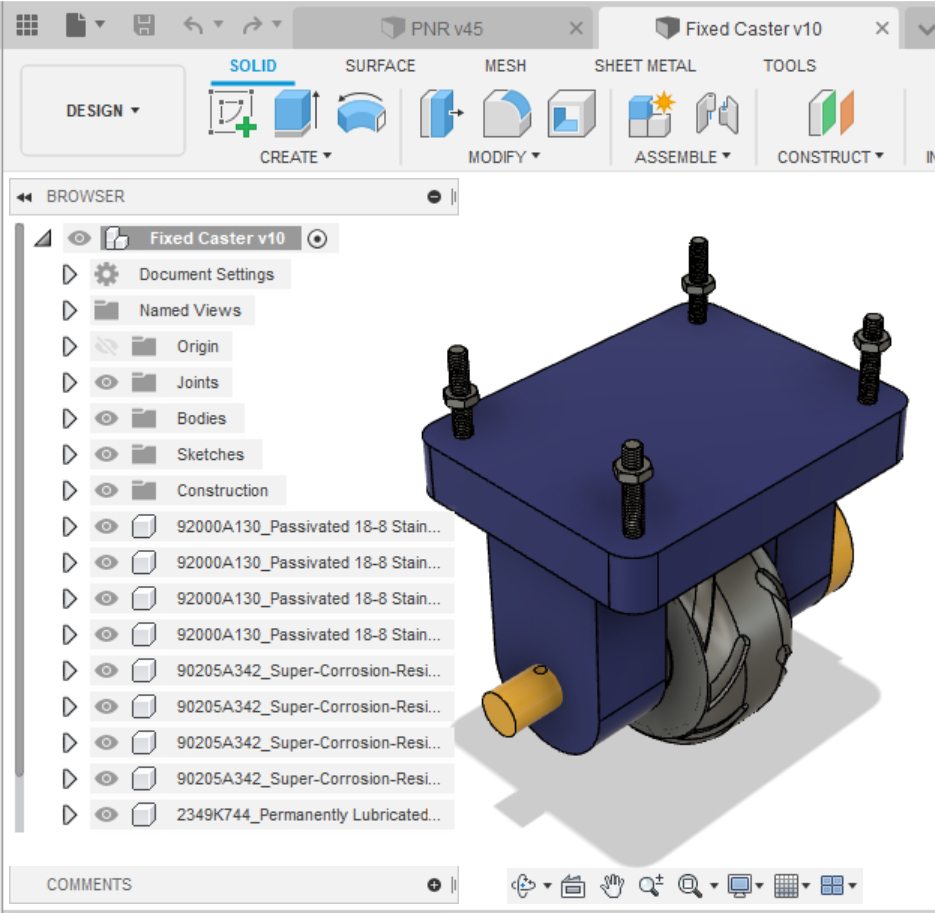 PNR v45
Fixed Caster v10
SOLID SURFACE MESH SHEET METAL TOOLS
DESIGN
CREATE MODIFY ASSEMBLE CONSTRUCT
BROWSER
Fixed Caster v10
Document Settings
Named Views
Origin
Joints
Bodies
Sketches
Construction
92000A130_Passivated 18-8 Stain...
92000A130_Passivated 18-8 Stain...
92000A130_Passivated 18-8 Stain...
92000A130_Passivated 18-8 Stain...
90205A342_Super-Corrosion-Resi...
90205A342_Super-Corrosion-Resi...
90205A342_Super-Corrosion-Resi...
90205A342_Super-Corrosion-Resi...
2349K744_Permanently Lubricated...
COMMENTS